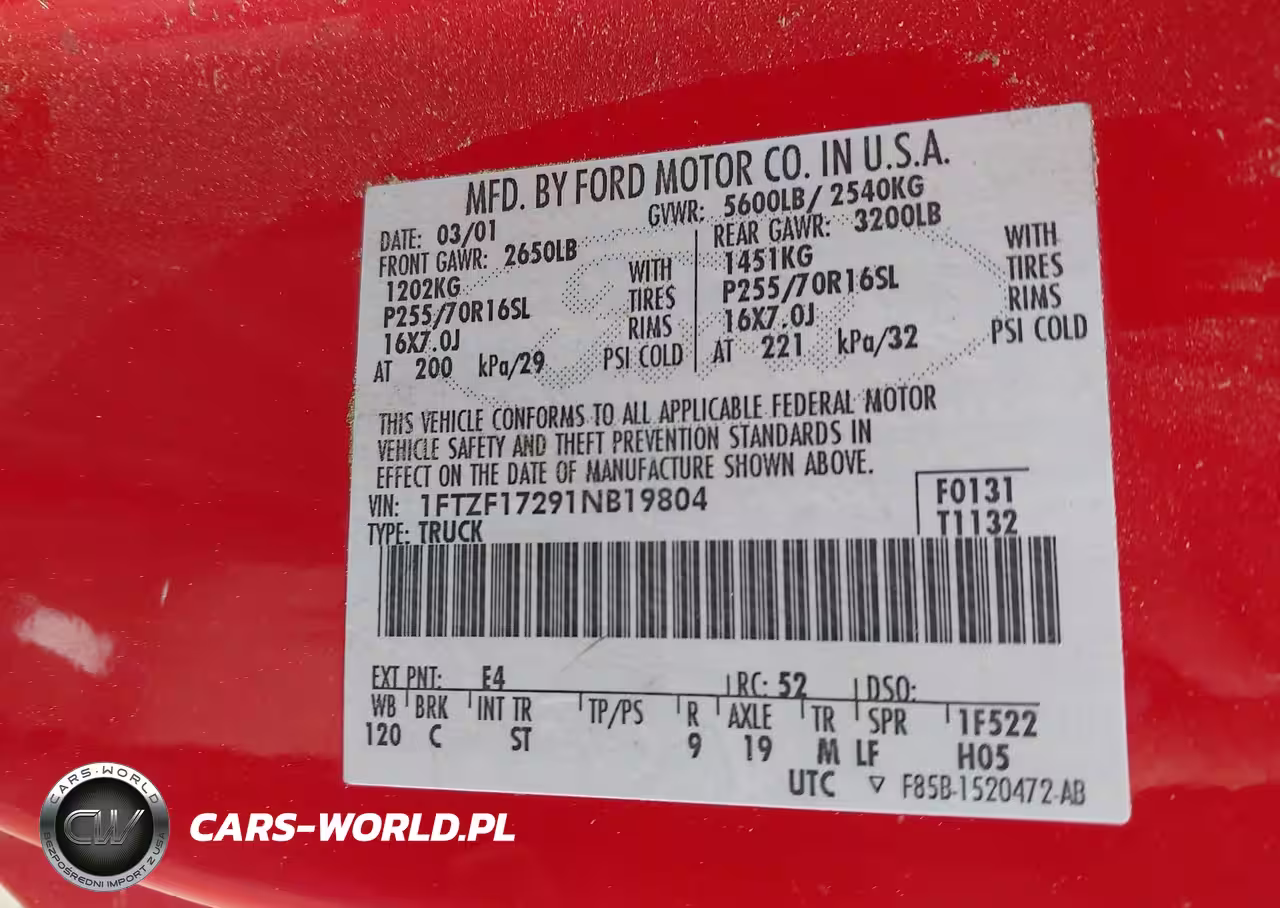 MFD. BY FORD MOTOR CO. IN U.S.A.
DATE: 03/01
GVWR: 5600LB/ 2540KG
FRONT GAWR: 2650LB
1202KG
P255/70R16SL
16X7.0J
AT 200 kPa/29
WITH
TIRES
RIMS
PSI COLD
REAR GAWR: 3200LB
1451KG
P255/70R16SL
16X7.0J
AT 221 kPa/32
WITH
TIRES
RIMS
PSI COLD
THIS VEHICLE CONFORMS TO ALL APPLICABLE FEDERAL MOTOR
VEHICLE SAFETY AND THEFT PREVENTION STANDARDS IN
EFFECT ON THE DATE OF MANUFACTURE SHOWN ABOVE.
VIN: 1FTZF17291NB19804
TYPE: TRUCK
F0131
T1132
EXT PNT: E4 RC: 52 DSO:
WB BRK INT TR TP/PS R AXLE TR SPR 1F522
120 C ST 9 19 M LF H05
UTC ▽ F85B-1520472-AB
CARS-WORLD
CW
BEZPOŚREDNI IMPORT Z USA
CARS-WORLD.PL